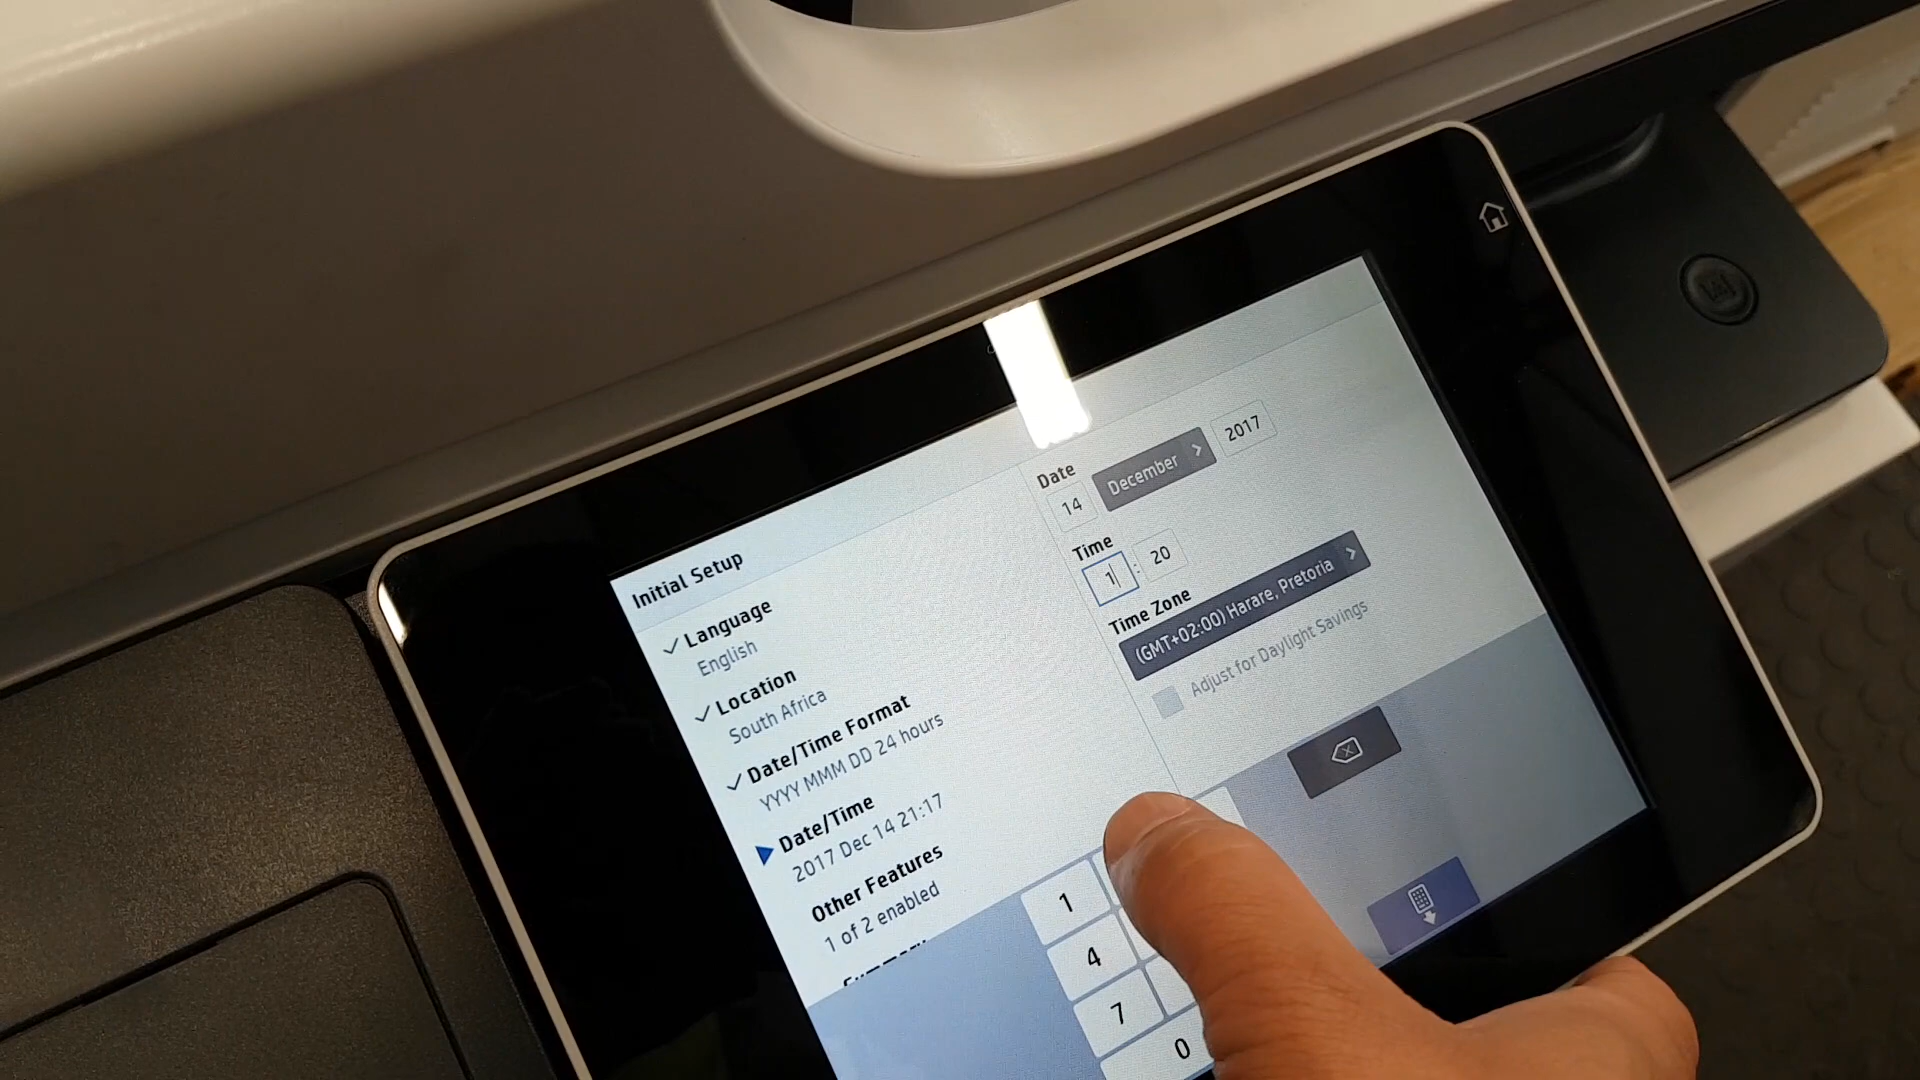 Initial Setup
✓ Language
English
✓ Location
South Africa
✓ Date/Time Format
YYYY MMM DD 24 hours
Date/Time
2017 Dec 14 21:17
Other Features
1 of 2 enabled
Date
14 December 2017
Time
1 : 20
Time Zone
(GMT+02:00) Harare, Pretoria
Adjust for Daylight Savings
1
4
7
0